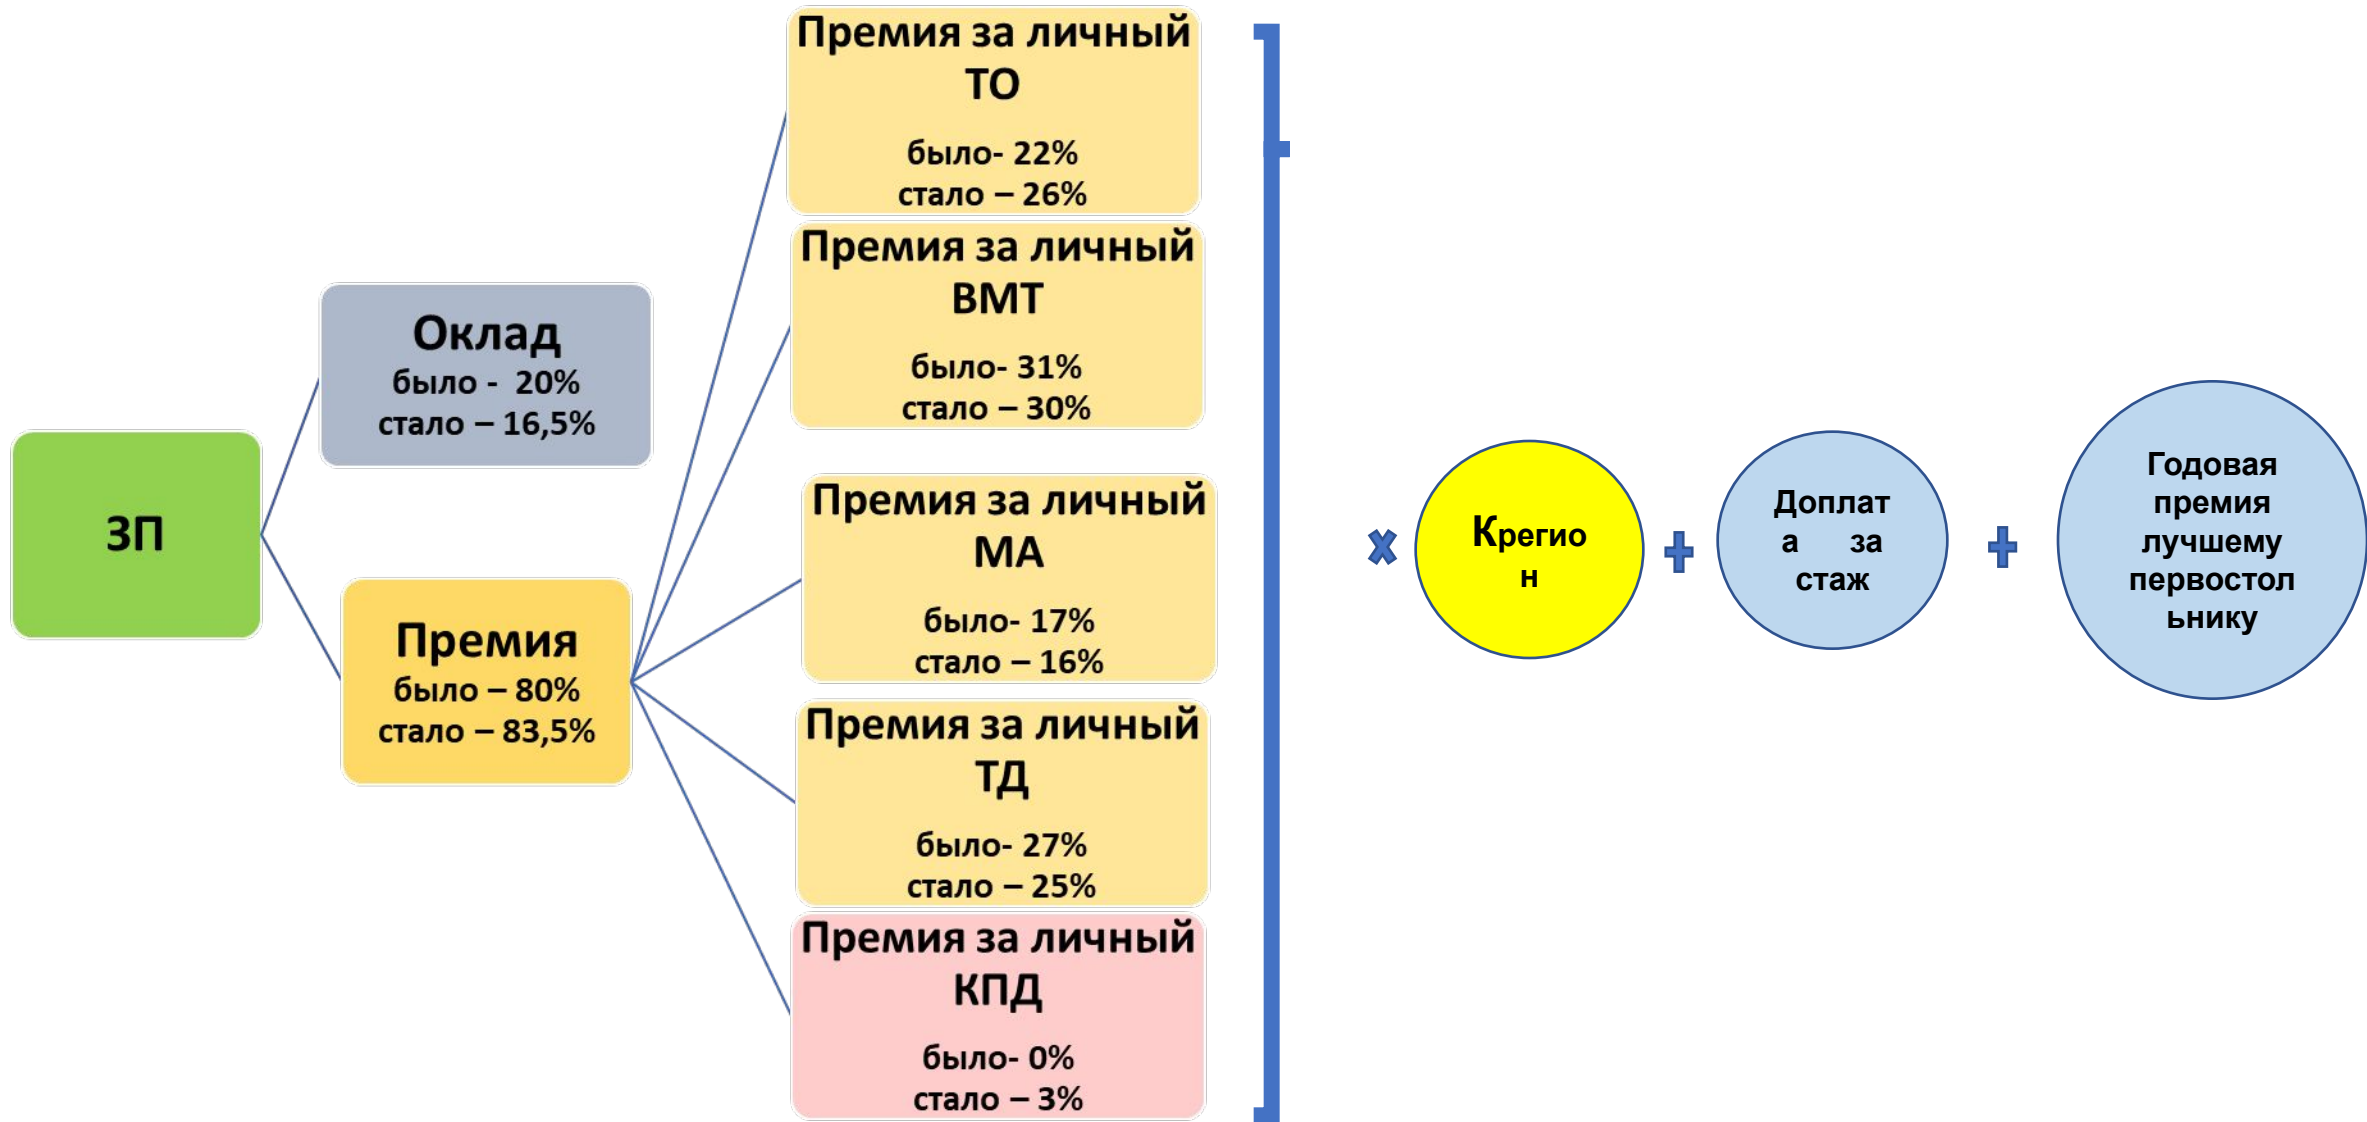 ЗП
Оклад
было - 20%
стало – 16,5%
Премия
было – 80%
стало – 83,5%
Премия за личный
ТО
было- 22%
стало – 26%
Премия за личный
ВМТ
было- 31%
стало – 30%
Премия за личный
МА
было- 17%
стало – 16%
Премия за личный
ТД
было- 27%
стало – 25%
Премия за личный
КПД
было- 0%
стало – 3%
Крегио
н
Доплат
а за
стаж
Годовая
премия
лучшему
первостол
ьнику